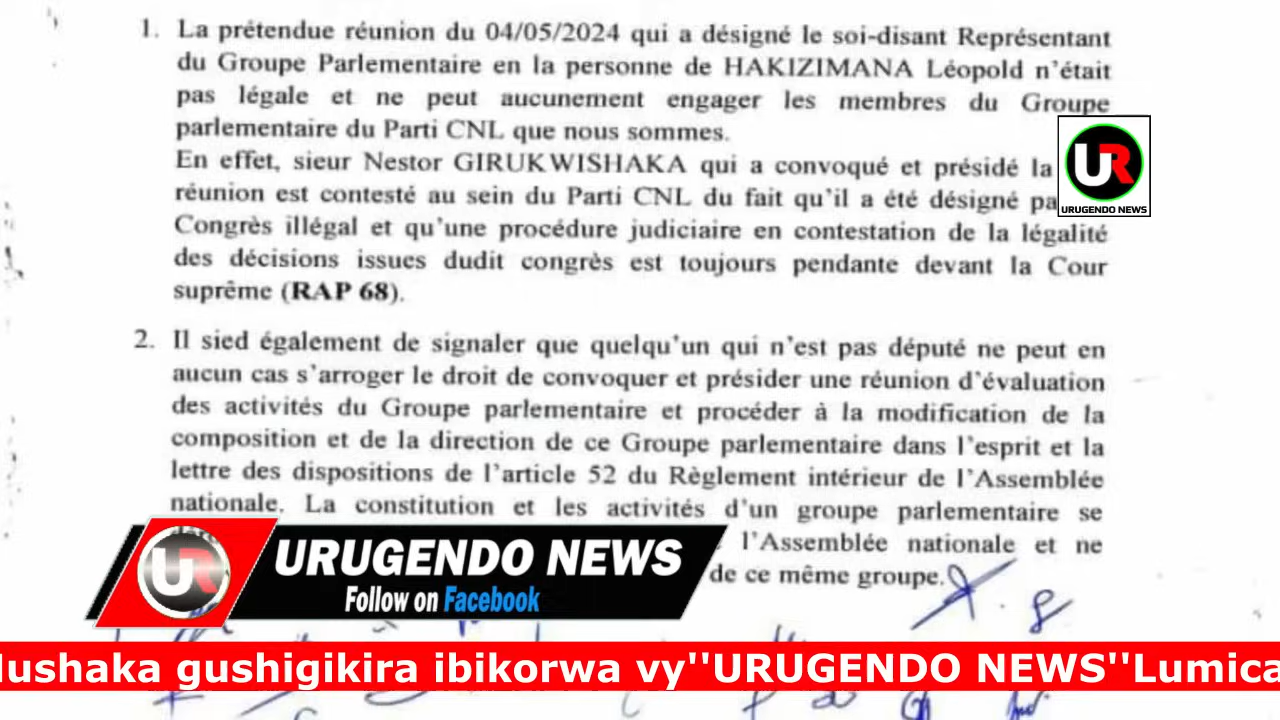 1. La prétendue réunion du 04/05/2024 qui a désigné le soi-disant Représentant
du Groupe Parlementaire en la personne de HAKIZIMANA Léopold n'était
pas légale et ne peut aucunement engager les membres du Groupe
parlementaire du Parti CNL que nous sommes.
En effet, sieur Nestor GIRUKWISHAKA qui a convoqué et présidé la
réunion est contesté au sein du Parti CNL du fait qu'il a été désigné
Congrès illégal et qu'une procédure judiciaire en contestation de la légalité
des décisions issues dudit congrès est toujours pendante devant la Cour
suprême (RAP 68).
UR
URUGENDO NEWS
2. Il sied également de signaler que quelqu'un qui n'est pas député ne peut en
aucun cas s'arroger le droit de convoquer et présider une réunion d'évaluation
des activités du Groupe parlementaire et procéder à la modification de la
composition et de la direction de ce Groupe parlementaire dans l'esprit et la
lettre des dispositions de l'article 52 du Règlement intérieur de l'Assemblée
nationale. La constitution et les activités d'un groupe parlementaire se
l'Assemblée nationale et ne
de ce même groupe.
UR
URUGENDO NEWS
Follow on Facebook
ushaka gushigikira ibikorwa vy''URUGENDO NEWS''Lumica